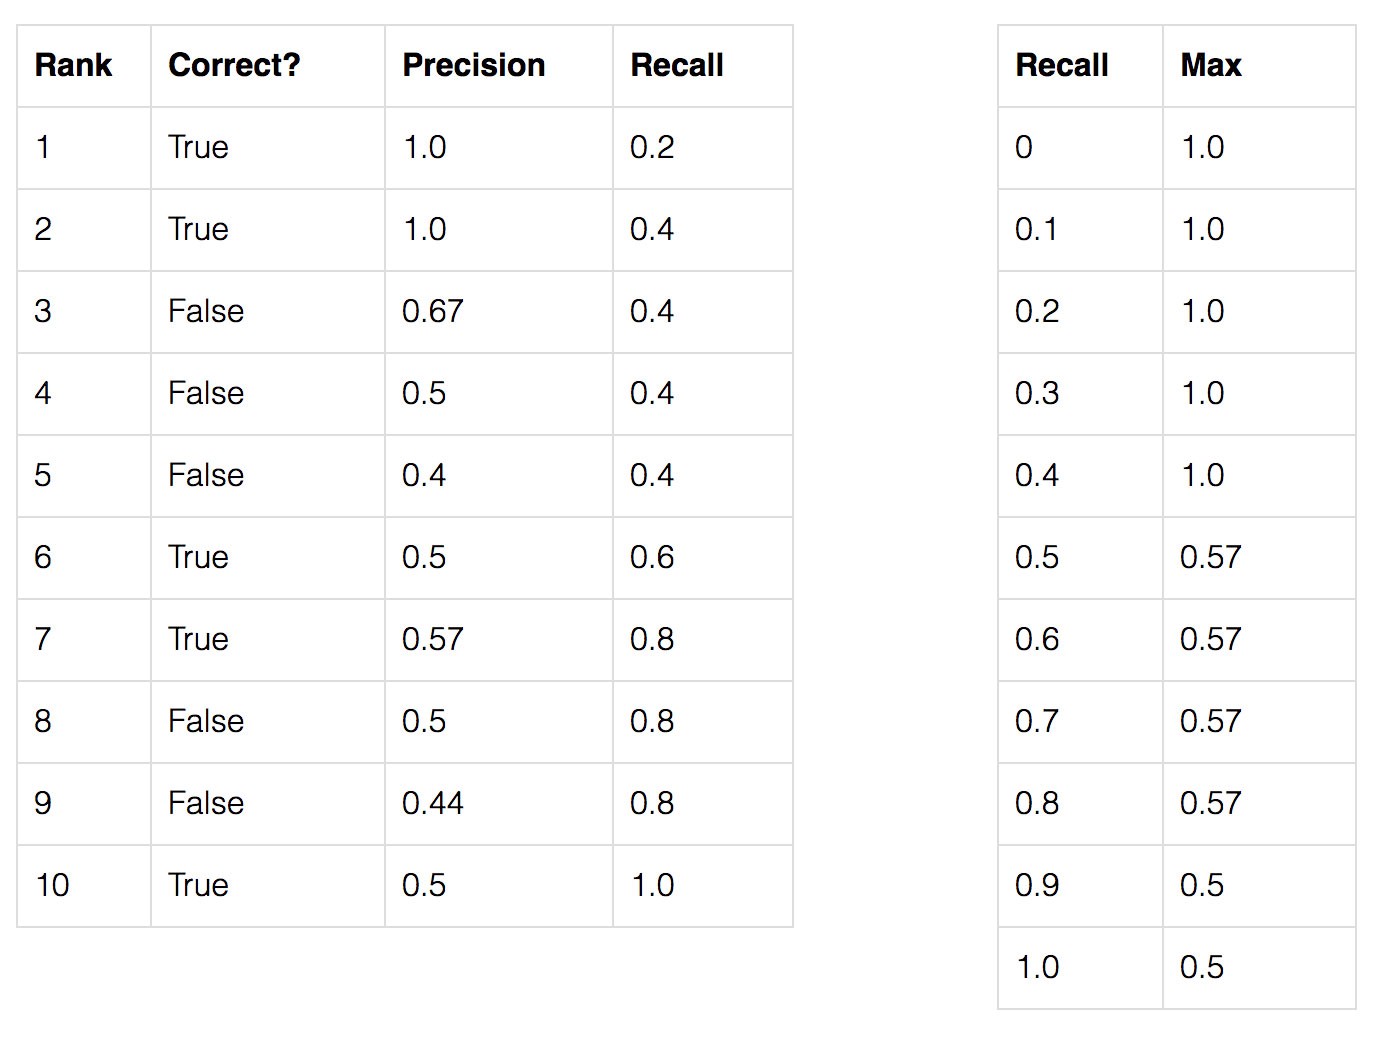 Rank Correct? Precision Recall
1 True 1.0 0.2
2 True 1.0 0.4
3 False 0.67 0.4
4 False 0.5 0.4
5 False 0.4 0.4
6 True 0.5 0.6
7 True 0.57 0.8
8 False 0.5 0.8
9 False 0.44 0.8
10 True 0.5 1.0
Recall Max
0 1.0
0.1 1.0
0.2 1.0
0.3 1.0
0.4 1.0
0.5 0.57
0.6 0.57
0.7 0.57
0.8 0.57
0.9 0.5
1.0 0.5